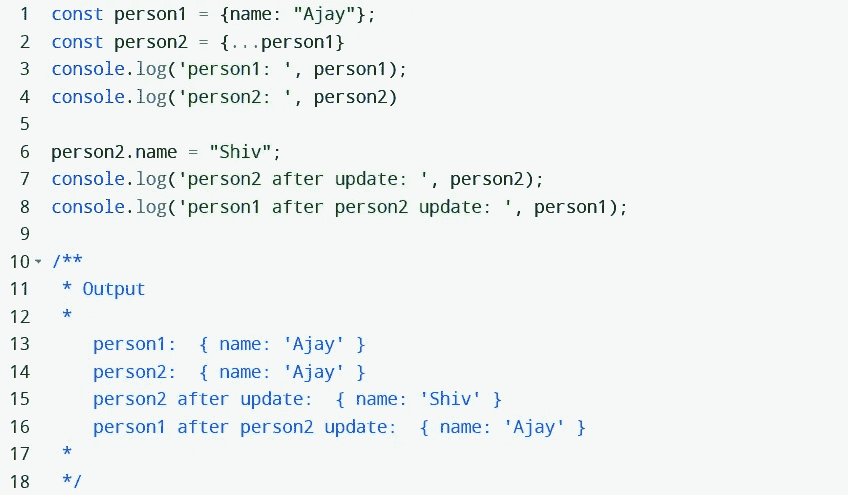 1 const person1 = {name: "Ajay"};
2 const person2 = {...person1}
3 console.log('person1: ', person1);
4 console.log('person2: ', person2)
5
6 person2.name = "Shiv";
7 console.log('person2 after update: ', person2);
8 console.log('person1 after person2 update: ', person1);
9
10 /**
11  * Output
12  *
13    person1:  { name: 'Ajay' }
14    person2:  { name: 'Ajay' }
15    person2 after update:  { name: 'Shiv' }
16    person1 after person2 update:  { name: 'Ajay' }
17  *
18  */